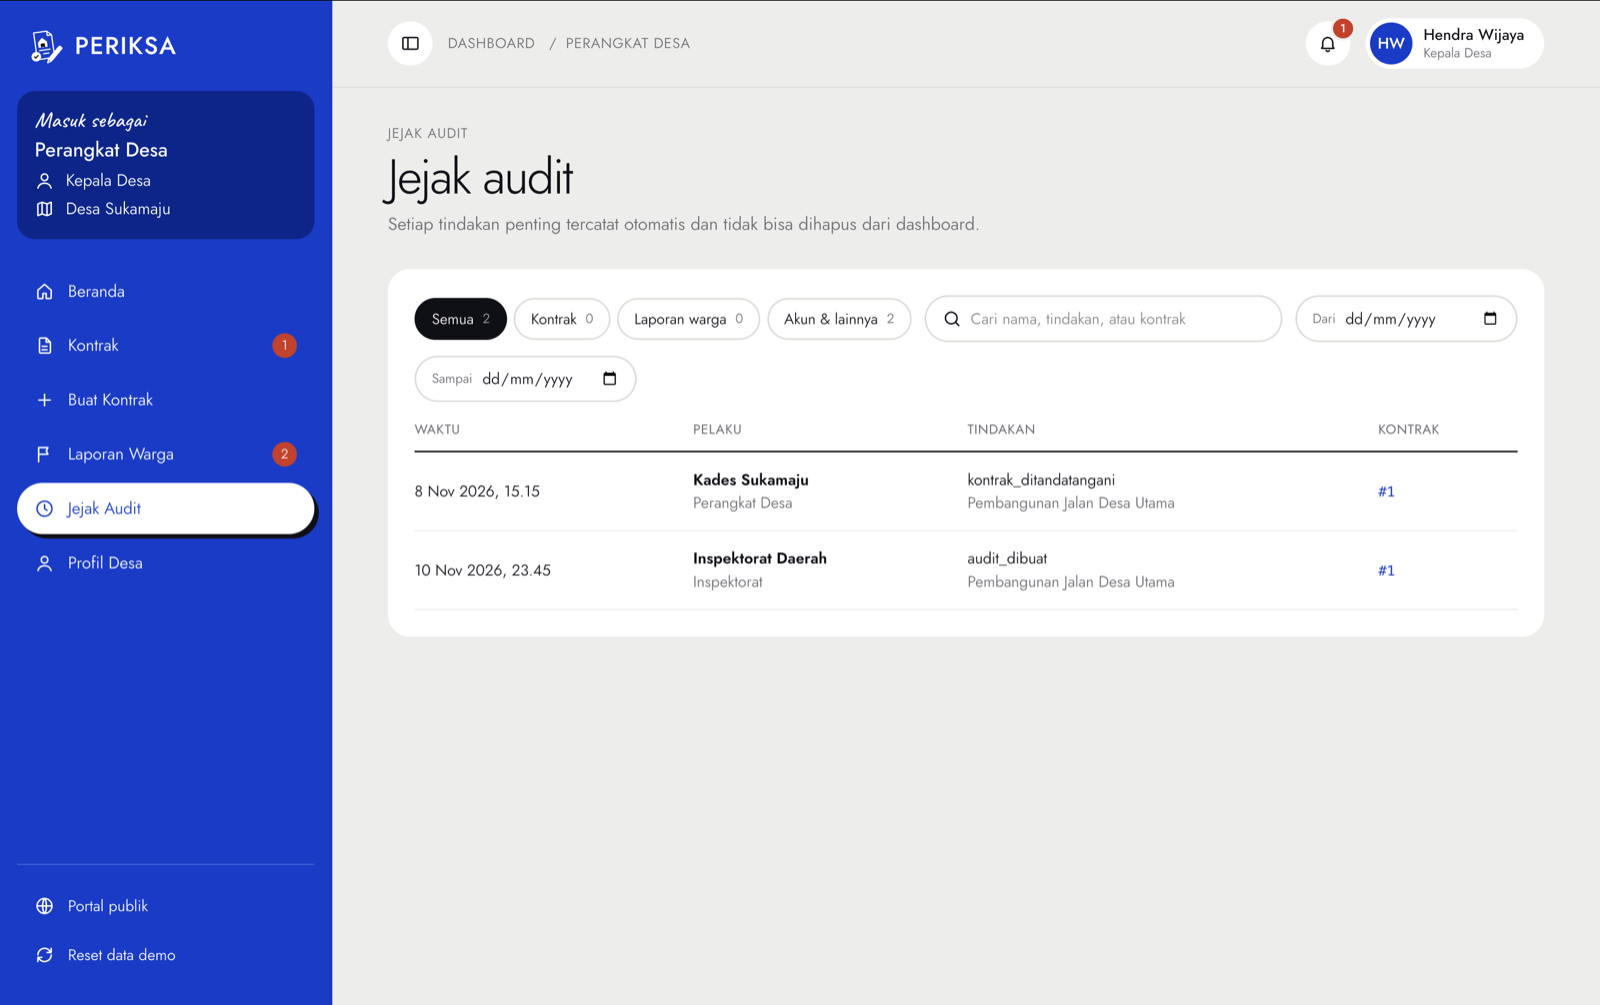 PERIKSA
Masuk sebagai
Perangkat Desa
Kepala Desa
Desa Sukamaju
Beranda
Kontrak 1
Buat Kontrak
Laporan Warga 2
Jejak Audit
Profil Desa
Portal publik
Reset data demo
DASHBOARD / PERANGKAT DESA
1
HW
Hendra Wijaya
Kepala Desa
JEJAK AUDIT
Jejak audit
Setiap tindakan penting tercatat otomatis dan tidak bisa dihapus dari dashboard.
Semua 2 Kontrak 0 Laporan warga 0 Akun & lainnya 2 Cari nama, tindakan, atau kontrak Dari dd/mm/yyyy
Sampai dd/mm/yyyy
WAKTU PELAKU TINDAKAN KONTRAK
8 Nov 2026, 15.15 Kades Sukamaju kontrak_ditandatangani #1
Perangkat Desa Pembangunan Jalan Desa Utama
10 Nov 2026, 23.45 Inspektorat Daerah audit_dibuat #1
Inspektorat Pembangunan Jalan Desa Utama